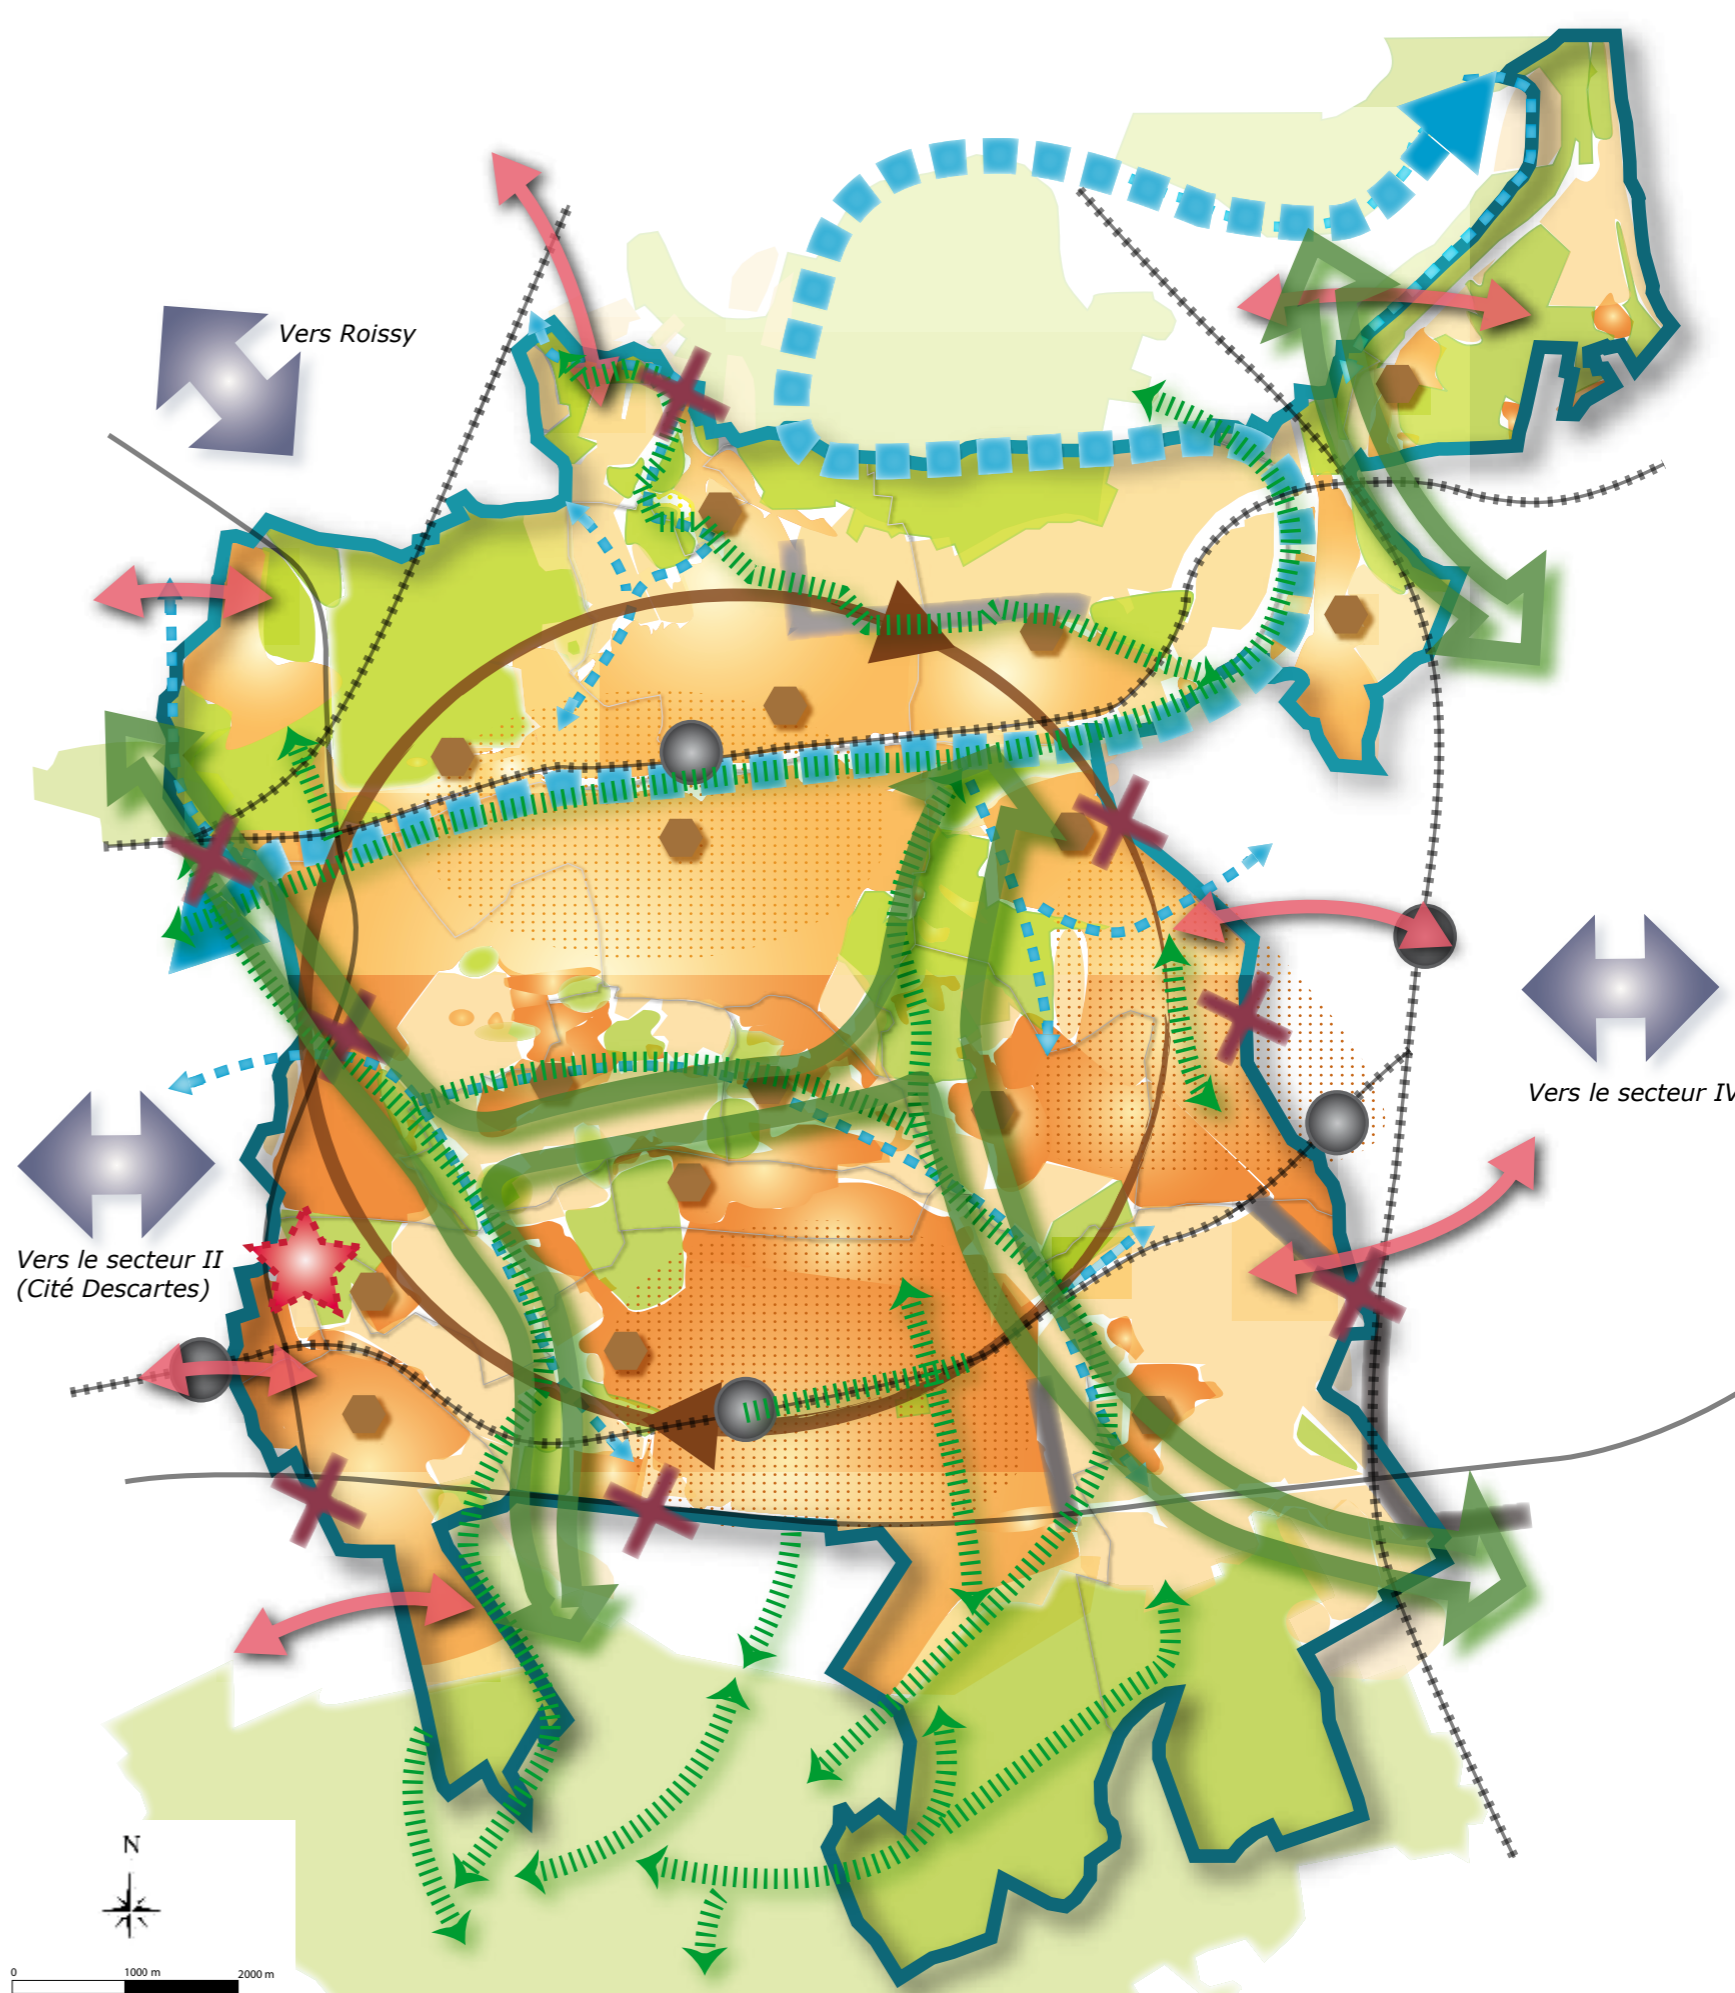 Vers Roissy
Vers le secteur IV
Vers le secteur II
(Cité Descartes)
N
0
1000 m
2000 m